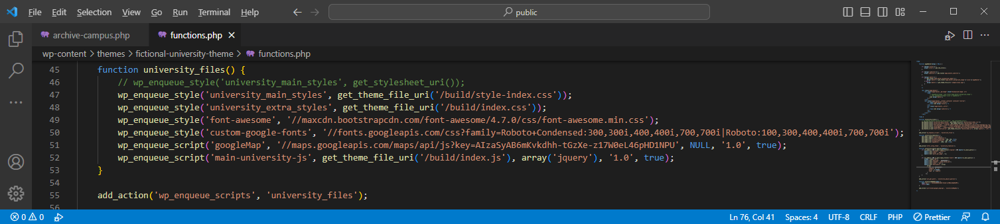 File Edit Selection View Go Run Terminal Help public
archive-campus.php functions.php
wp-content > themes > fictional-university-theme > functions.php
45 function university_files() {
46 // wp_enqueue_style('university_main_styles', get_stylesheet_uri());
47 wp_enqueue_style('university_main_styles', get_theme_file_uri('/build/style-index.css'));
48 wp_enqueue_style('university_extra_styles', get_theme_file_uri('/build/index.css'));
49 wp_enqueue_style('font-awesome', '//maxcdn.bootstrapcdn.com/font-awesome/4.7.0/css/font-awesome.min.css');
50 wp_enqueue_style('custom-google-fonts', '//fonts.googleapis.com/css?family=Roboto+Condensed:300,300i,400,400i,700,700i|Roboto:100,300,400,400i,700,700i');
51 wp_enqueue_script('googleMap', '//maps.googleapis.com/maps/api/js?key=AIzaSyAB6mKvkdhh-tGzXe-z17W0eL46pHD1NPU', NULL, '1.0', true);
52 wp_enqueue_script('main-university-js', get_theme_file_uri('/build/index.js'), array('jquery'), '1.0', true);
53 }
54
55 add_action('wp_enqueue_scripts', 'university_files');
56
0 0 Ln 76, Col 41 Spaces: 4 UTF-8 CRLF PHP Prettier